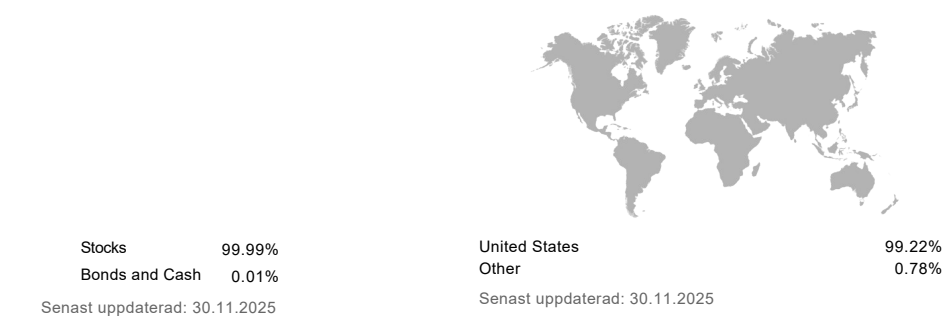 Stocks 99.99%
Bonds and Cash 0.01%
Senast uppdaterad: 30.11.2025
United States 99.22%
Other 0.78%
Senast uppdaterad: 30.11.2025